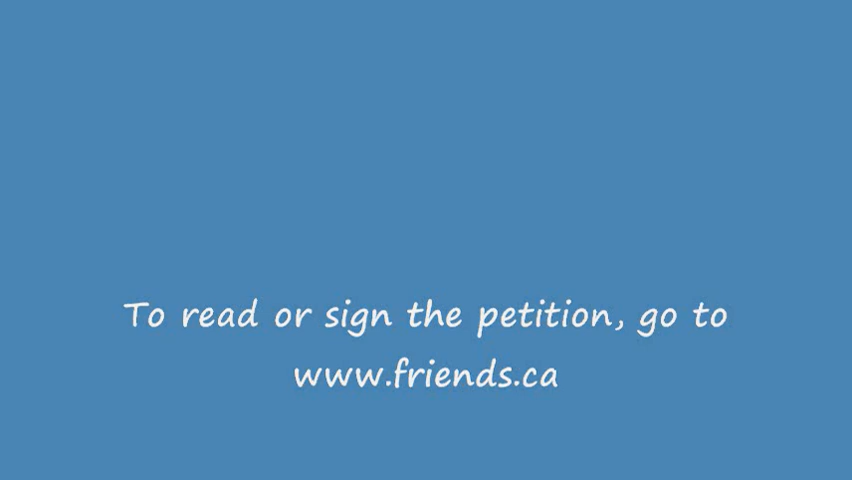 To read or sign the petition, go to
www.friends.ca